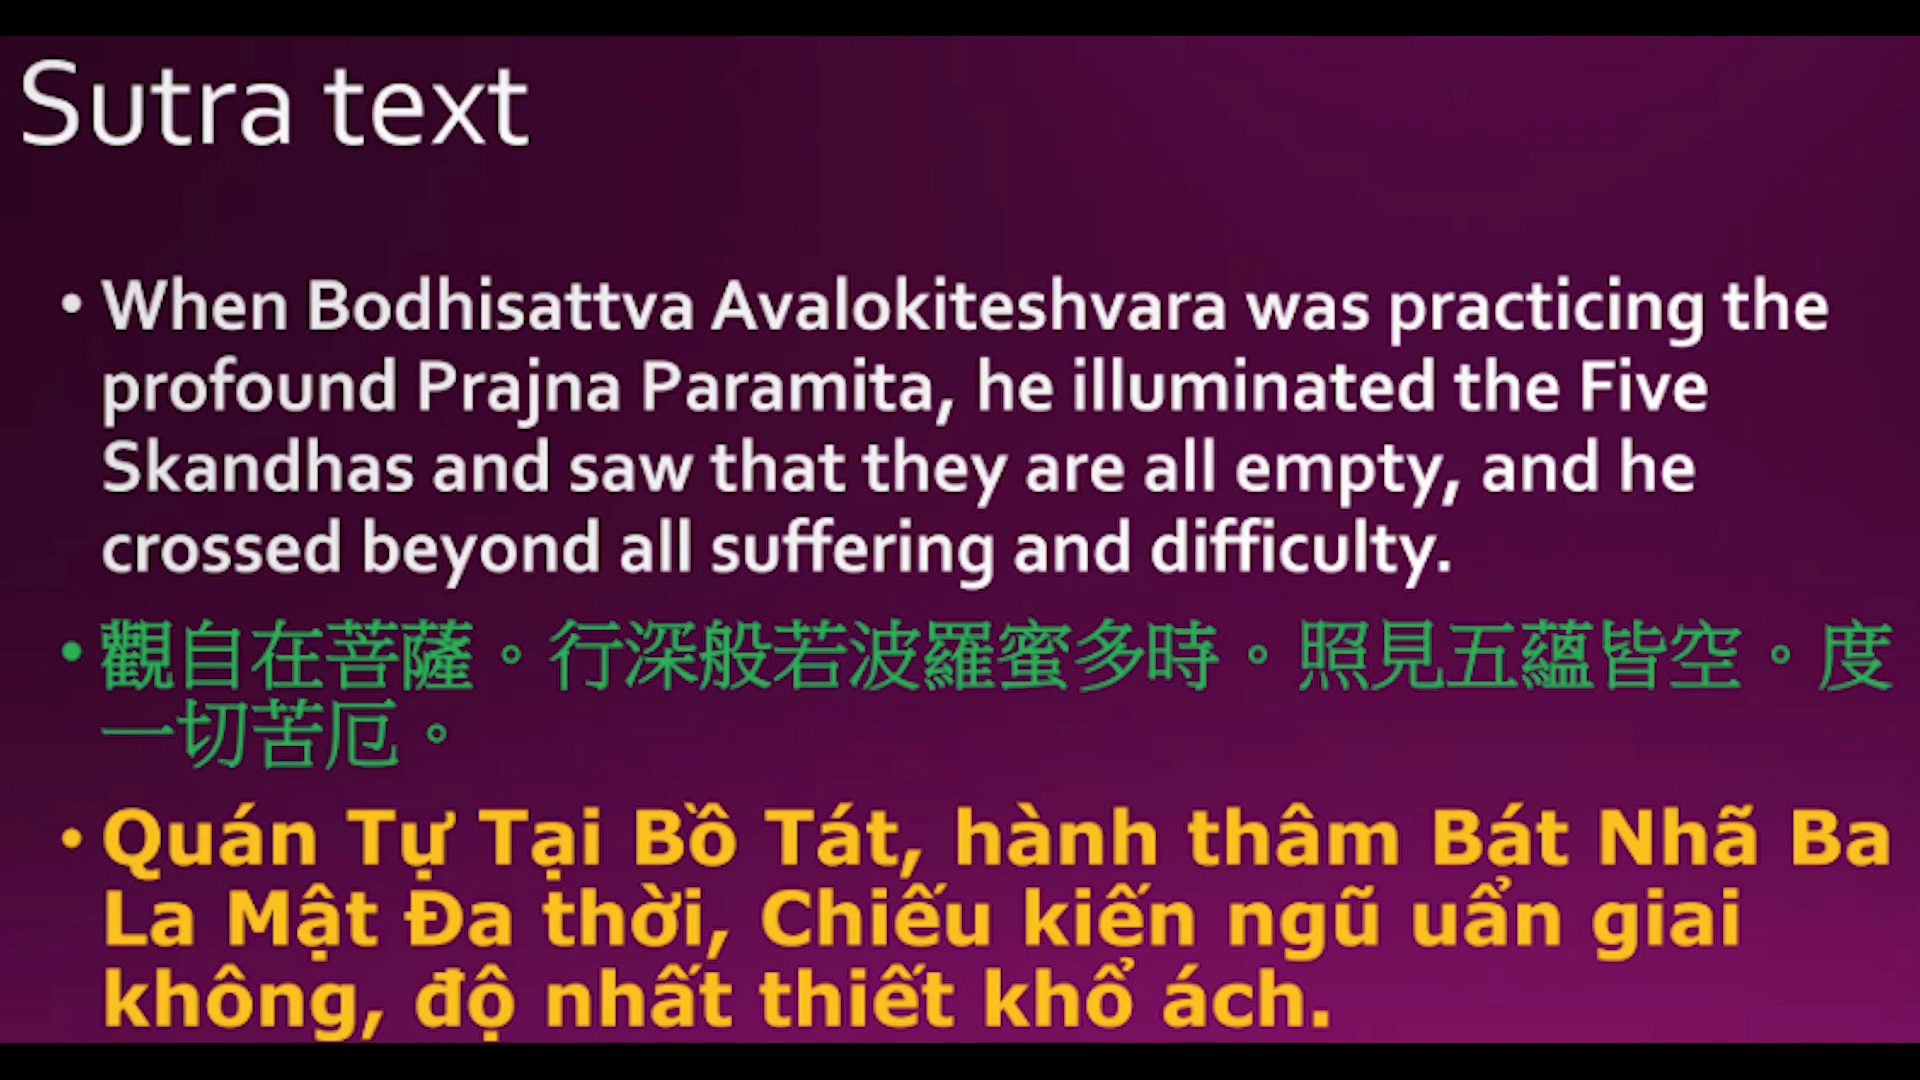 Sutra text
• When Bodhisattva Avalokiteshvara was practicing the
profound Prajna Paramita, he illuminated the Five
Skandhas and saw that they are all empty, and he
crossed beyond all suffering and difficulty.
• 觀自在菩薩。行深般若波羅蜜多時。照見五蘊皆空。度
一切苦厄。
• Quán Tự Tại Bồ Tát, hành thâm Bát Nhã Ba
La Mật Đa thời, Chiếu kiến ngũ uẩn giai
không, độ nhất thiết khổ ách.